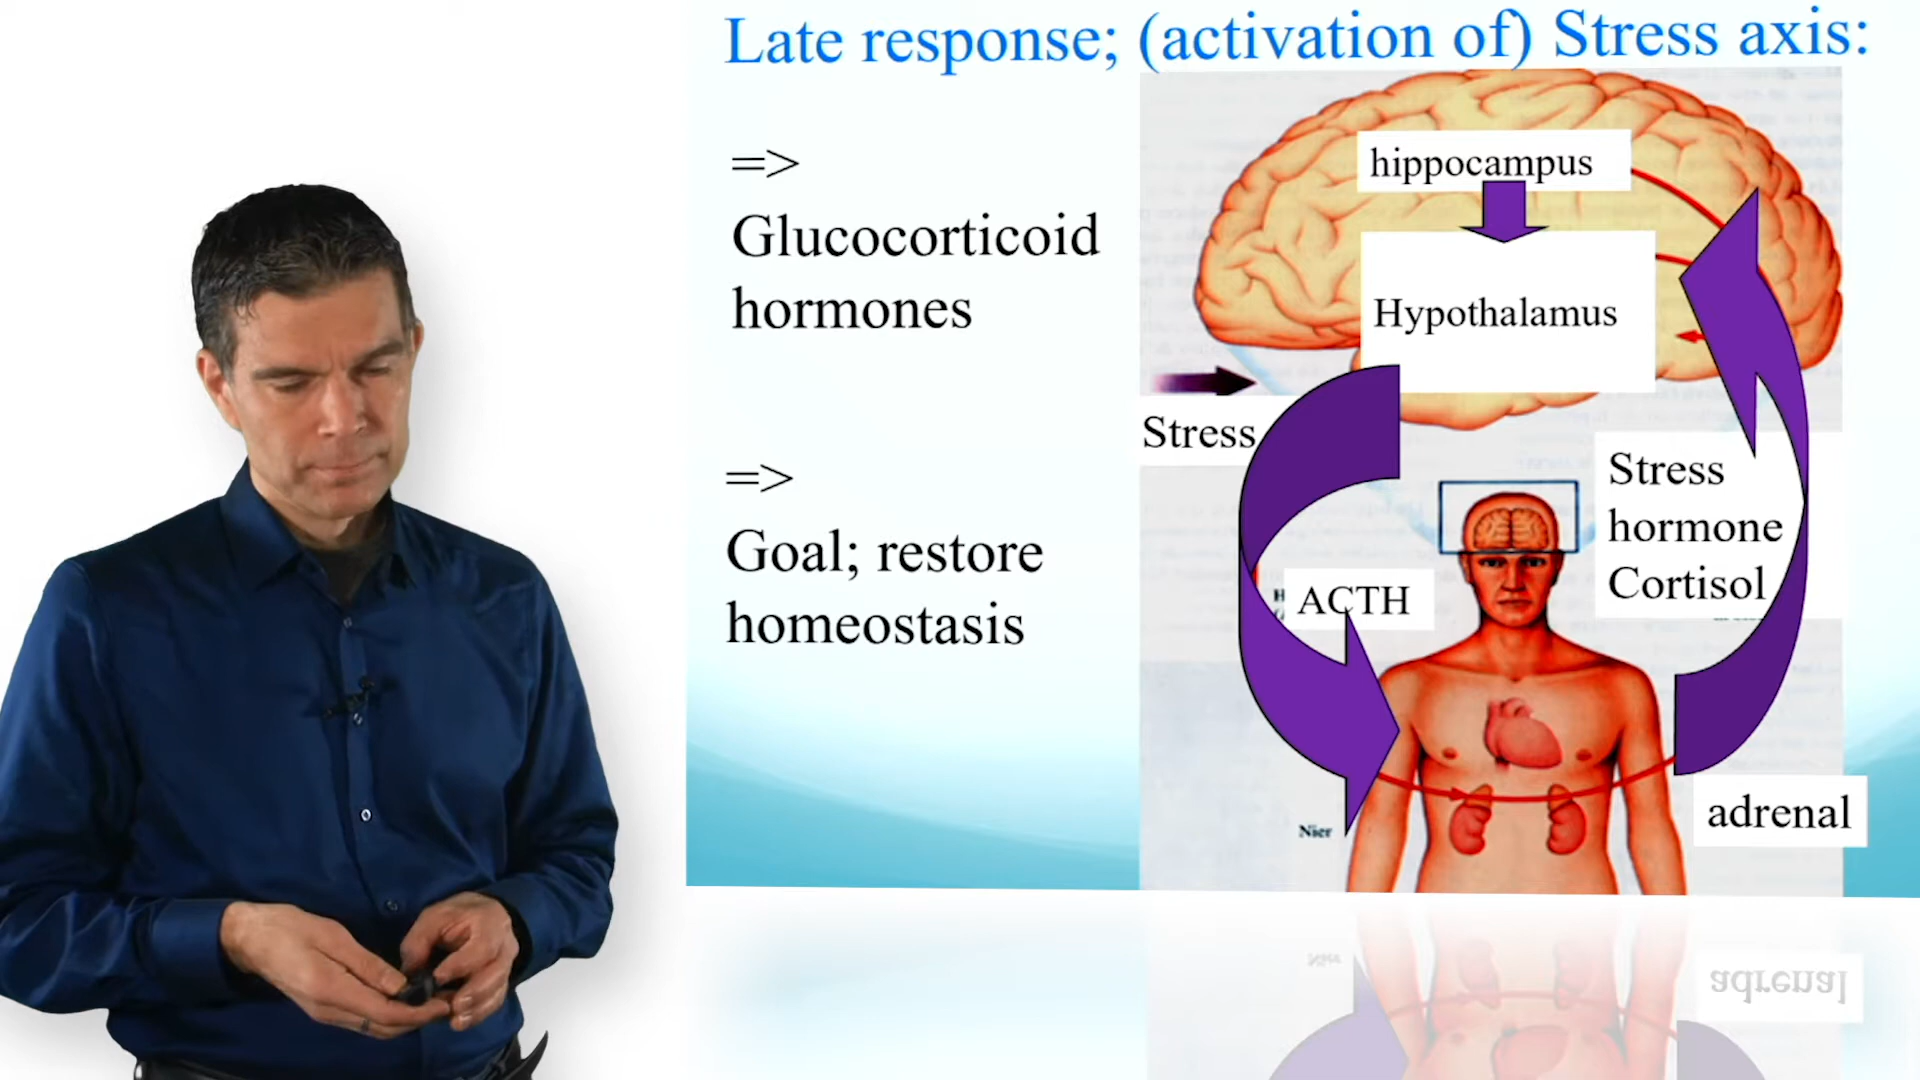 Late response; (activation of) Stress axis:
=>
Glucocorticoid
hormones
=>
Goal; restore
homeostasis
hippocampus
Hypothalamus
Stress
ACTH
Stress
hormone
Cortisol
Nier
adrenal